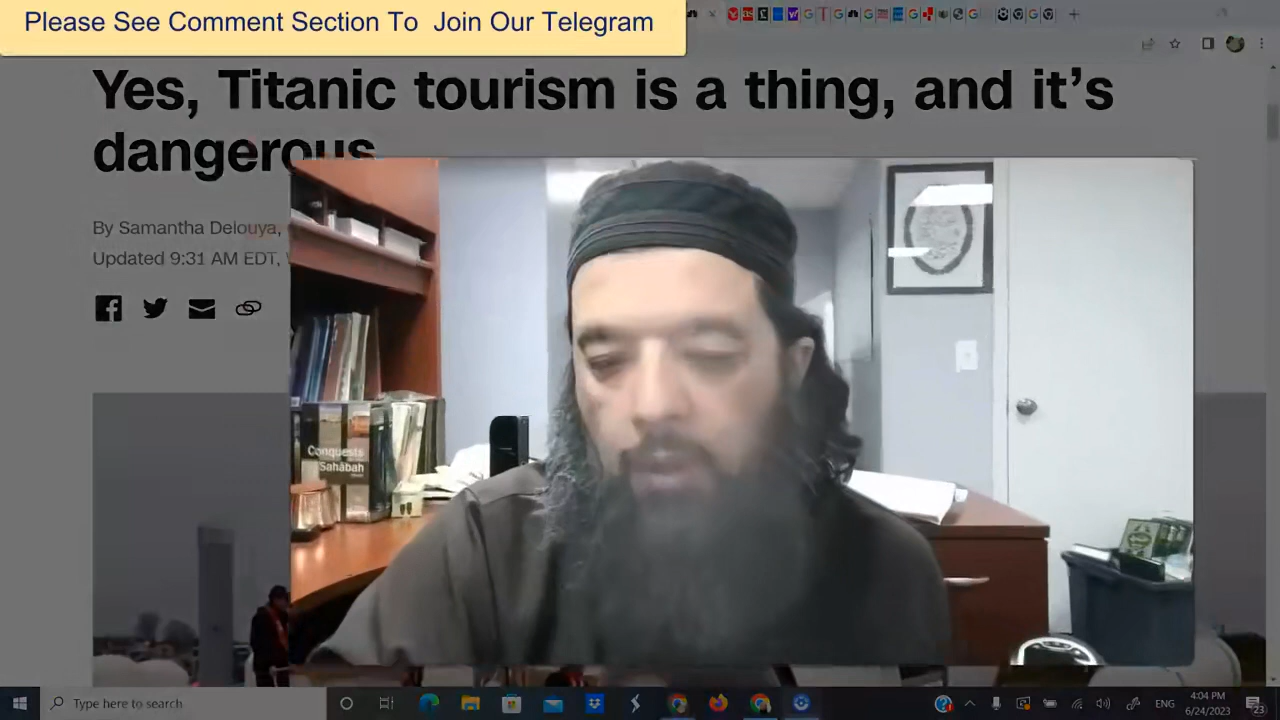 Please See Comment Section To Join Our Telegram
Yes, Titanic tourism is a thing, and it's
dangerous
By Samantha Delouya,
Updated 9:31 AM EDT,
Conquests
Sahabah
Type here to search
ENG
4:04 PM
6/24/2023
23